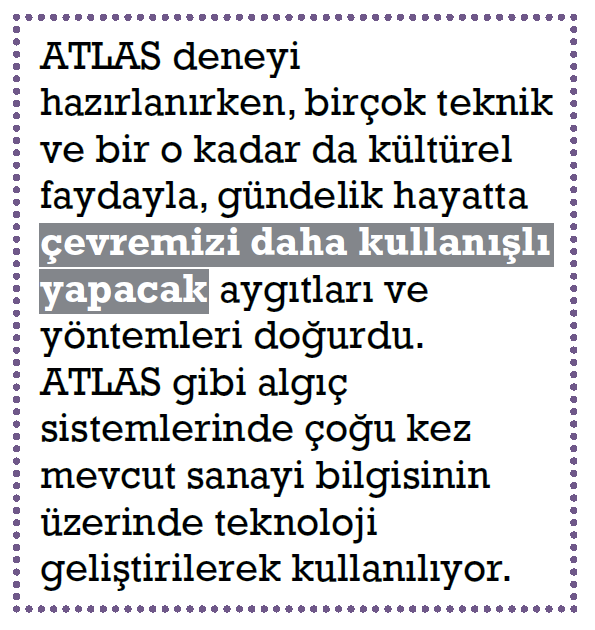 ATLAS deneyi
hazırlanırken, birçok teknik
ve bir o kadar da kültürel
faydayla, gündelik hayatta
çevremizi daha kullanışlı
yapacak aygıtları ve
yöntemleri doğurdu.
ATLAS gibi algıç
sistemlerinde çoğu kez
mevcut sanayi bilgisinin
üzerinde teknoloji
geliştirilerek kullanılıyor.